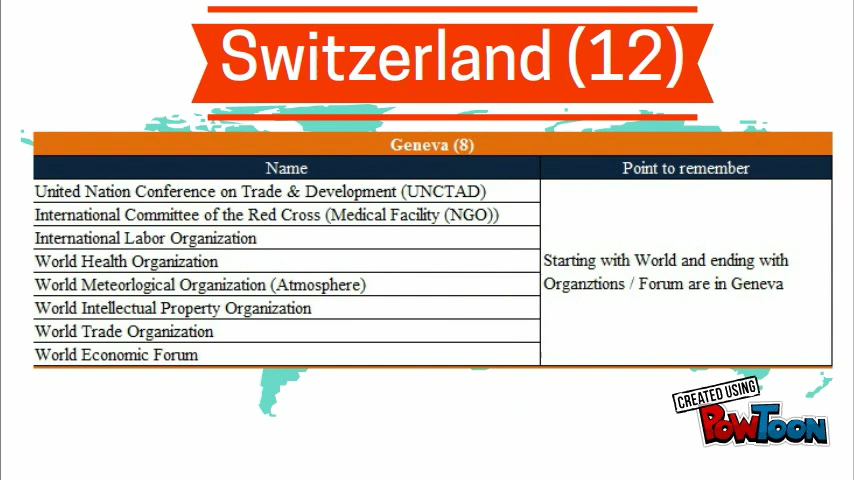 Switzerland (12)
Geneva (8)
Name
Point to remember
United Nation Conference on Trade & Development (UNCTAD)
International Committee of the Red Cross (Medical Facility (NGO))
International Labor Organization
World Health Organization
World Meteorlogical Organization (Atmosphere)
World Intellectual Property Organization
World Trade Organization
World Economic Forum
Starting with World and ending with
Organztions / Forum are in Geneva
CREATED USING
POWTOON